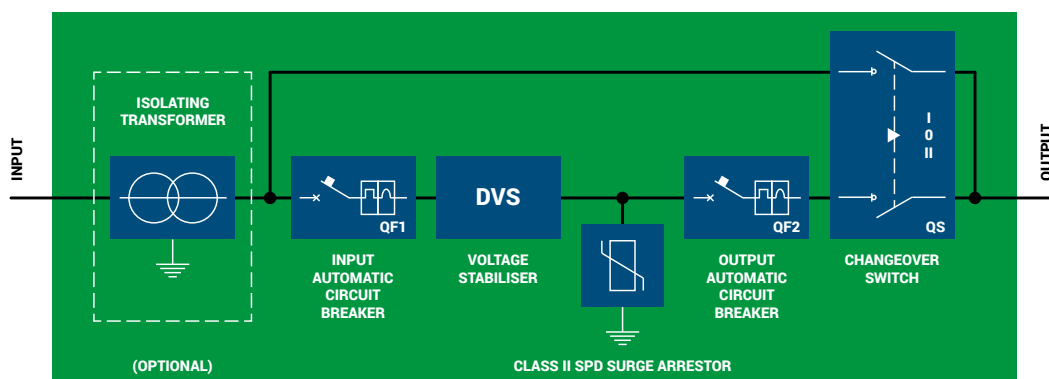 INPUT
ISOLATING
TRANSFORMER
(OPTIONAL)
QF1
INPUT
AUTOMATIC
CIRCUIT
BREAKER
DVS
VOLTAGE
STABILISER
CLASS II SPD SURGE ARRESTOR
QF2
OUTPUT
AUTOMATIC
CIRCUIT
BREAKER
I
0
II
QS
CHANGEOVER
SWITCH
OUTPUT